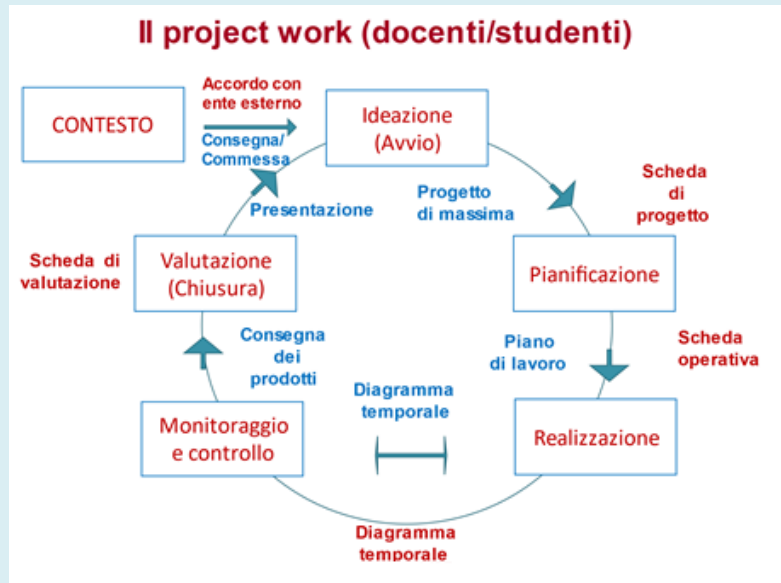 Il project work (docenti/studenti)
Accordo con
ente esterno
CONTESTO
Consegna/
Commessa
Ideazione
(Avvio)
Presentazione
Progetto
di massima
Scheda
di
progetto
Scheda di
valutazione
Valutazione
(Chiusura)
Pianificazione
Consegna
dei
prodotti
Piano
di lavoro
Scheda
operativa
Diagramma
temporale
Monitoraggio
e controllo
Realizzazione
Diagramma
temporale